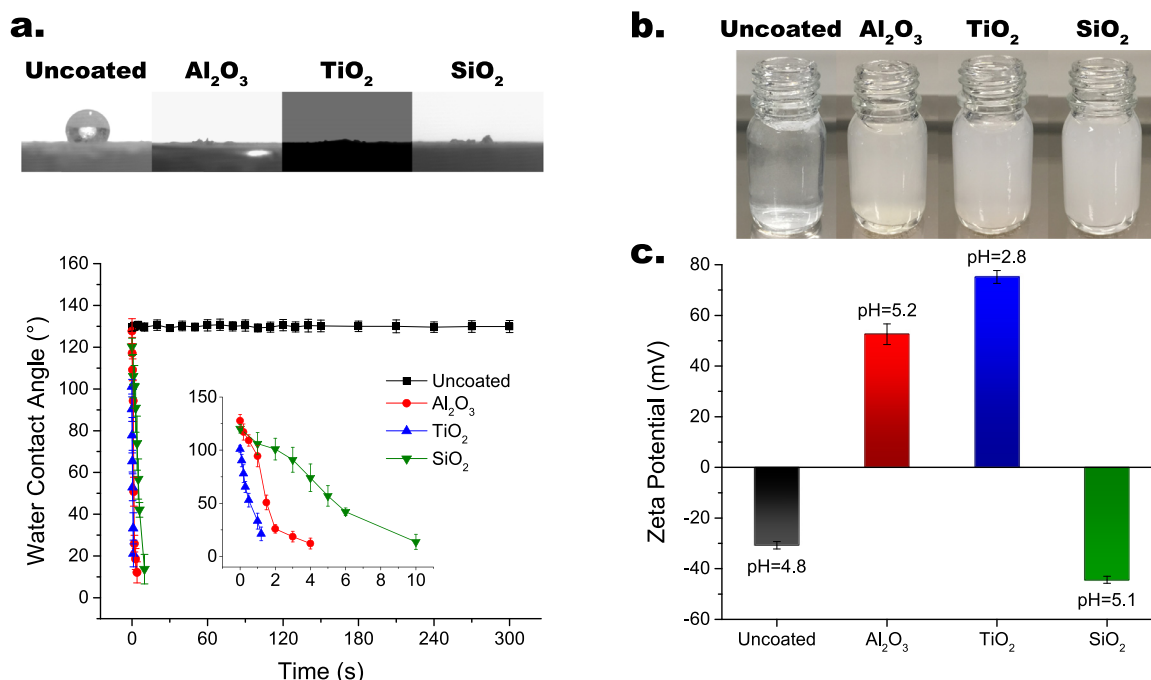 a.
Uncoated Al₂O₃ TiO₂ SiO₂
160
140
120
100
80
60
40
20
0
Water Contact Angle (°)
0 60 120 180 240 300
Time (s)
Uncoated
Al₂O₃
TiO₂
SiO₂
150
100
50
0
0 2 4 6 8 10
b.
Uncoated Al₂O₃ TiO₂ SiO₂
c.
80
60
40
20
0
-20
-40
-60
Zeta Potential (mV)
pH=4.8
pH=5.2
pH=2.8
pH=5.1
Uncoated Al₂O₃ TiO₂ SiO₂